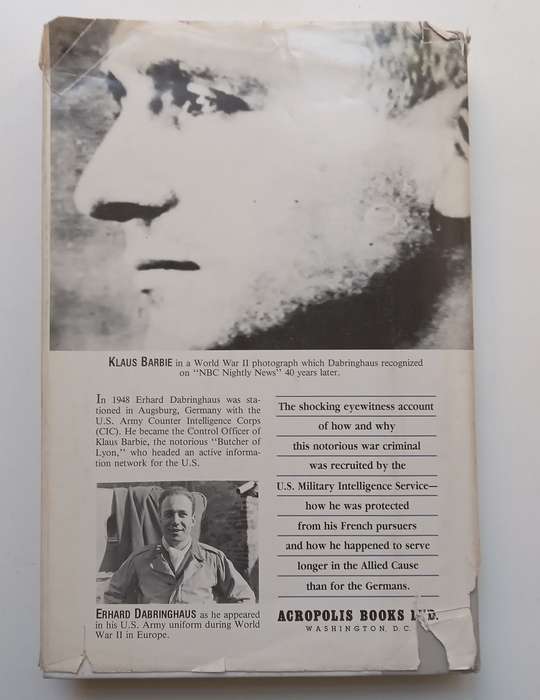 KLAUS BARBIE in a World War II photograph which Dabringhaus recognized
on "NBC Nightly News" 40 years later.
In 1948 Erhard Dabringhaus was sta-
tioned in Augsburg, Germany with the
U.S. Army Counter Intelligence Corps
(CIC). He became the Control Officer of
Klaus Barbie, the notorious "Butcher of
Lyon," who headed an active informa-
tion network for the U.S.
ERHARD DABRINGHAUS as he appeared
in his U.S. Army uniform during World
War II in Europe.
The shocking eyewitness account
of how and why
this notorious war criminal
was recruited by the
U.S. Military Intelligence Service—
how he was protected
from his French pursuers
and how he happened to serve
longer in the Allied Cause
than for the Germans.
ACROPOLIS BOOKS
WASHINGTON, D.C.